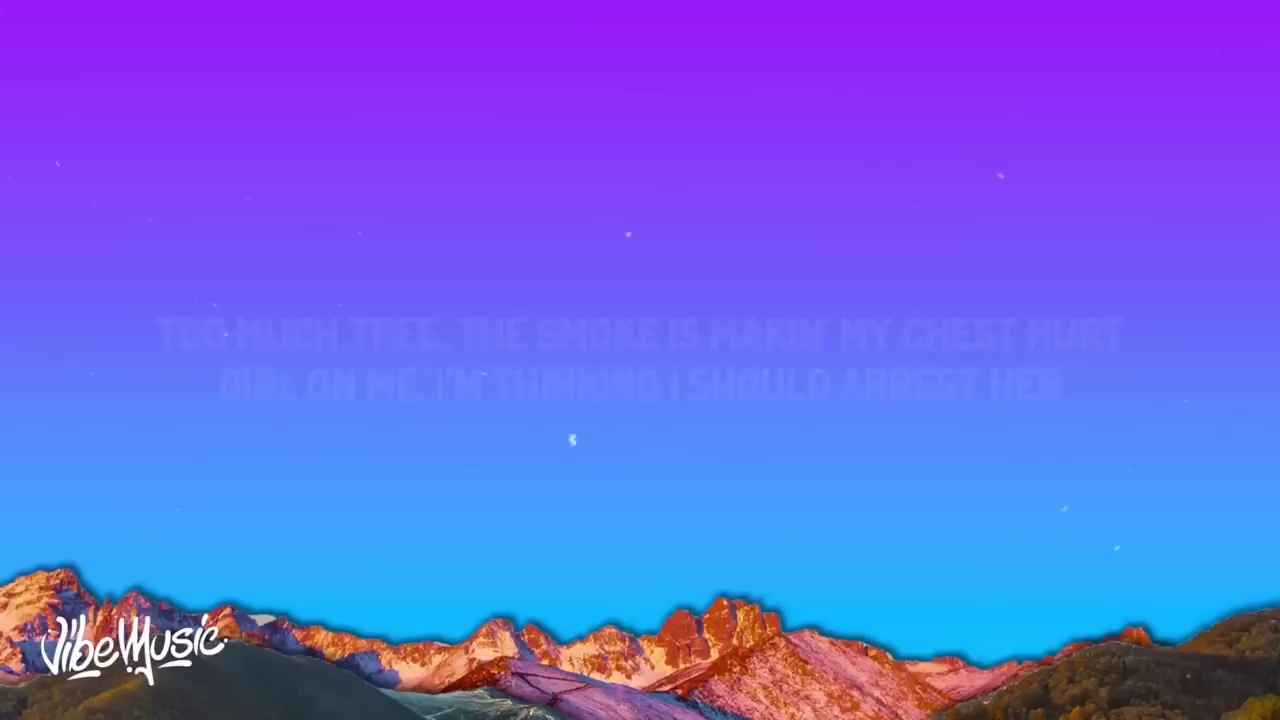 TOO MUCH TREE, THE SMOKE IS MAKIN' MY CHEST HURT
GIRL ON ME, I'M THINKING I SHOULD ARREST HER
VibeMusic